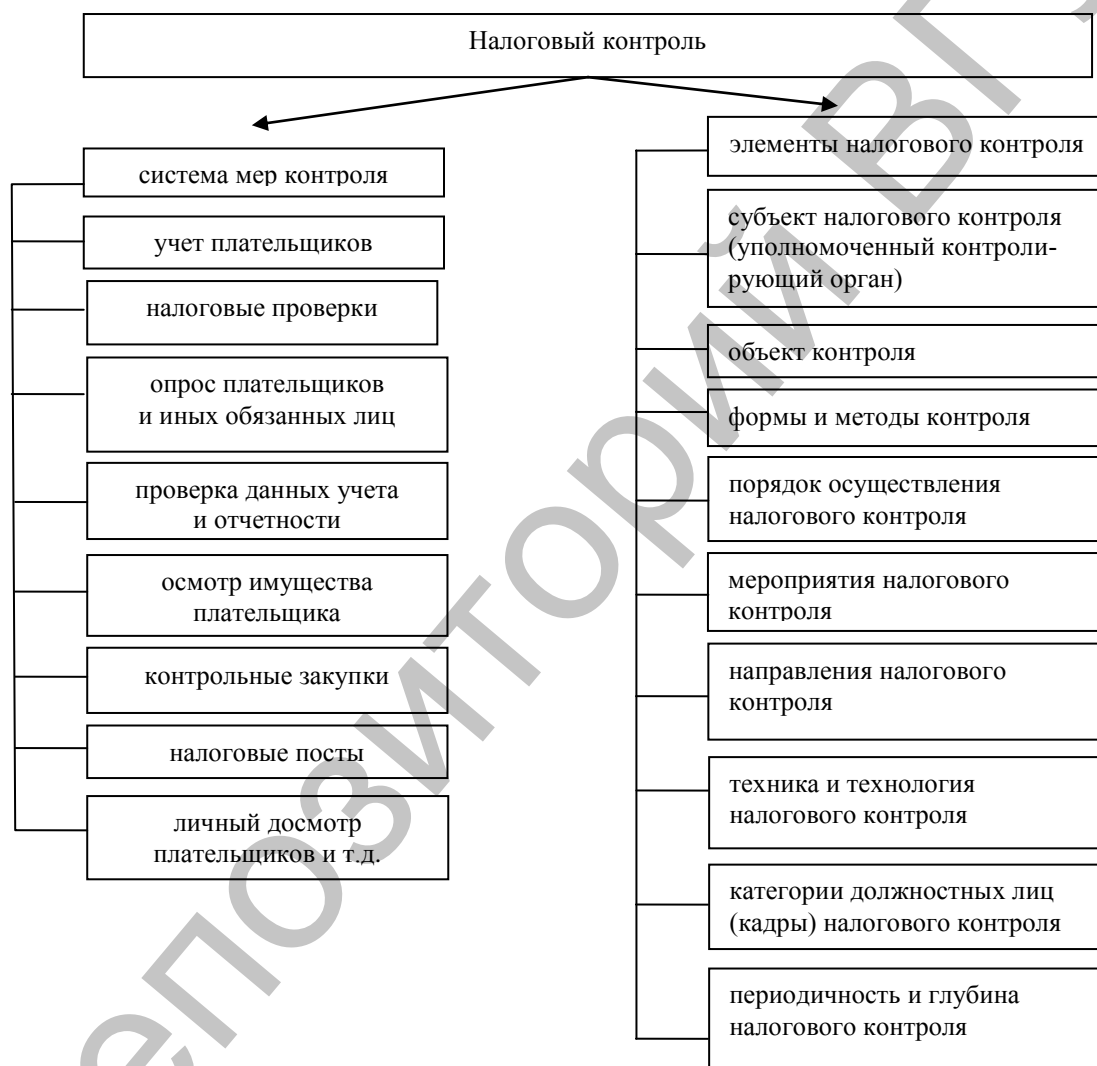 Налоговый контроль
система мер контроля
учет плательщиков
налоговые проверки
опрос плательщиков
и иных обязанных лиц
проверка данных учета
и отчетности
осмотр имущества
плательщика
контрольные закупки
налоговые посты
личный досмотр
плательщиков и т.д.
элементы налогового контроля
субъект налогового контроля
(уполномоченный контроли-
рующий орган)
объект контроля
формы и методы контроля
порядок осуществления
налогового контроля
мероприятия налогового
контроля
направления налогового
контроля
техника и технология
налогового контроля
категории должностных лиц
(кадры) налогового контроля
периодичность и глубина
налогового контроля